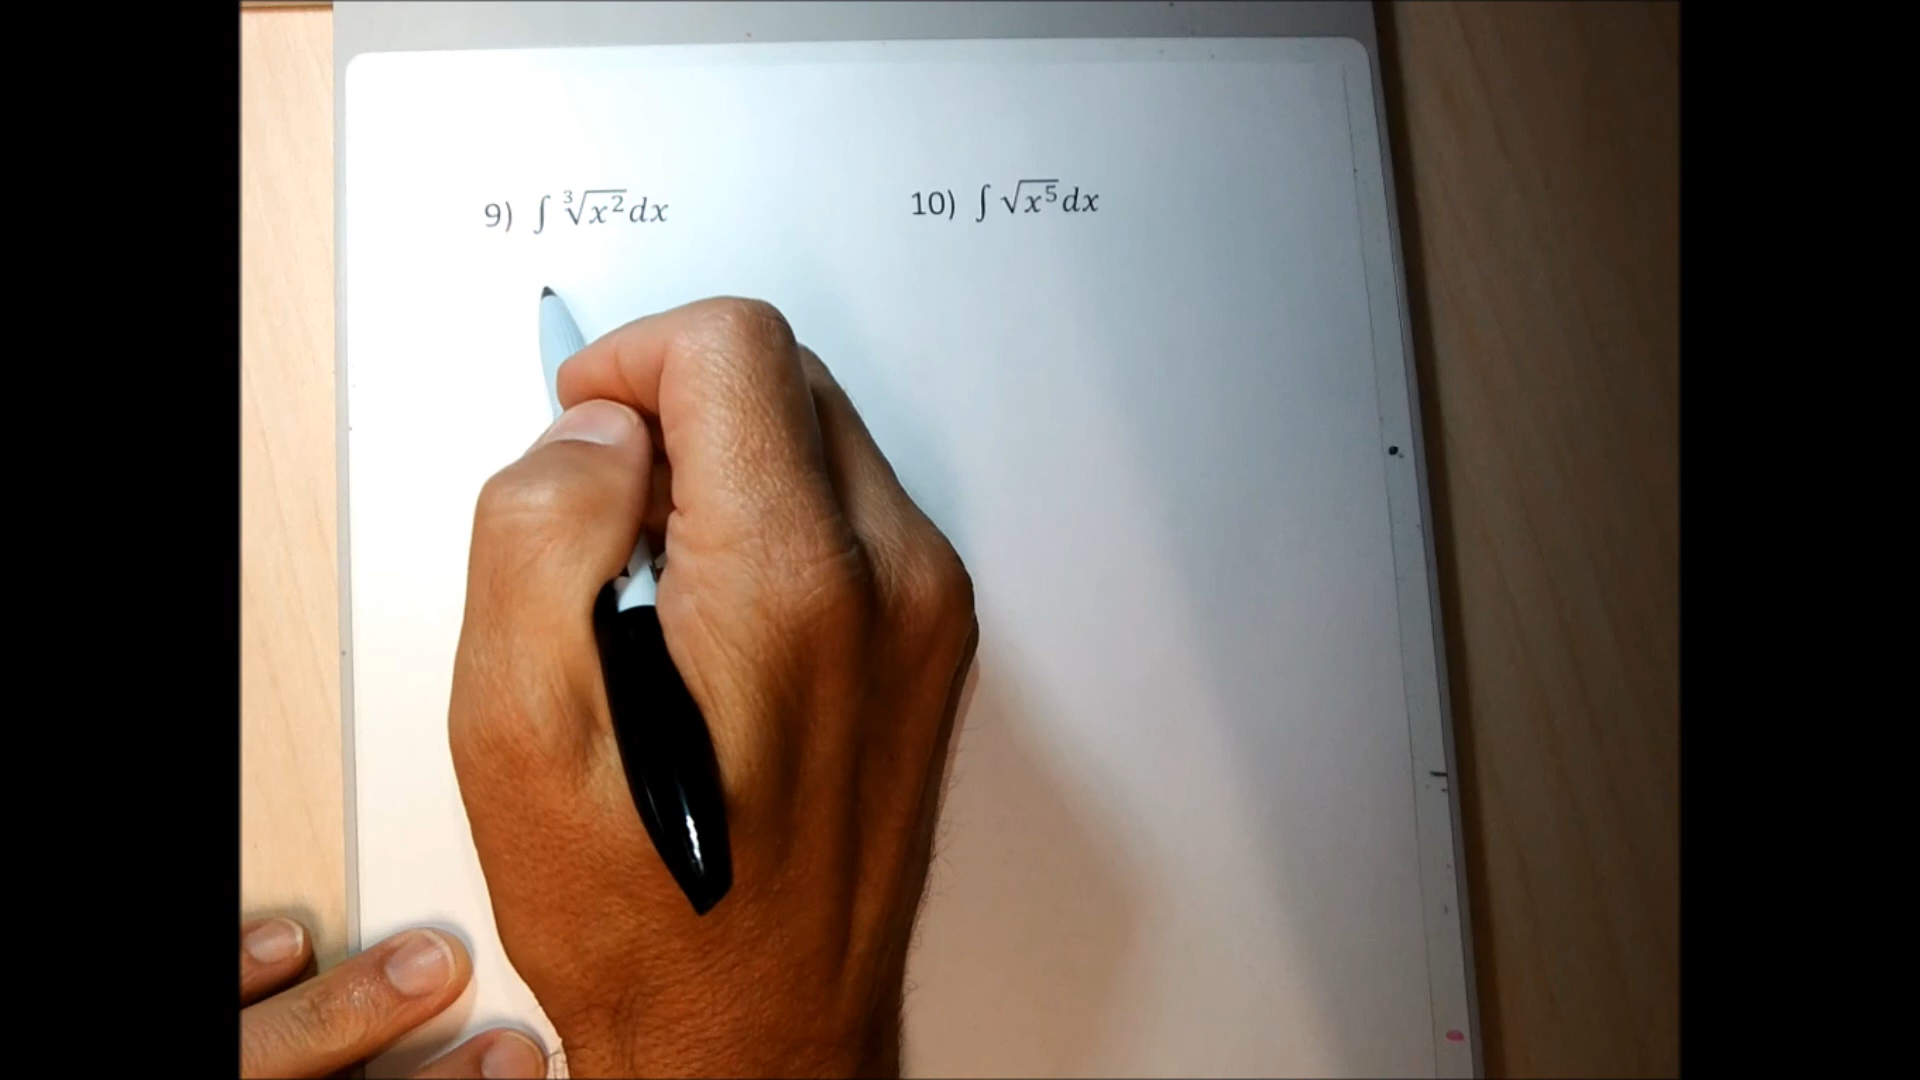 9) ∫ ∛x² dx
10) ∫ √x⁵ dx